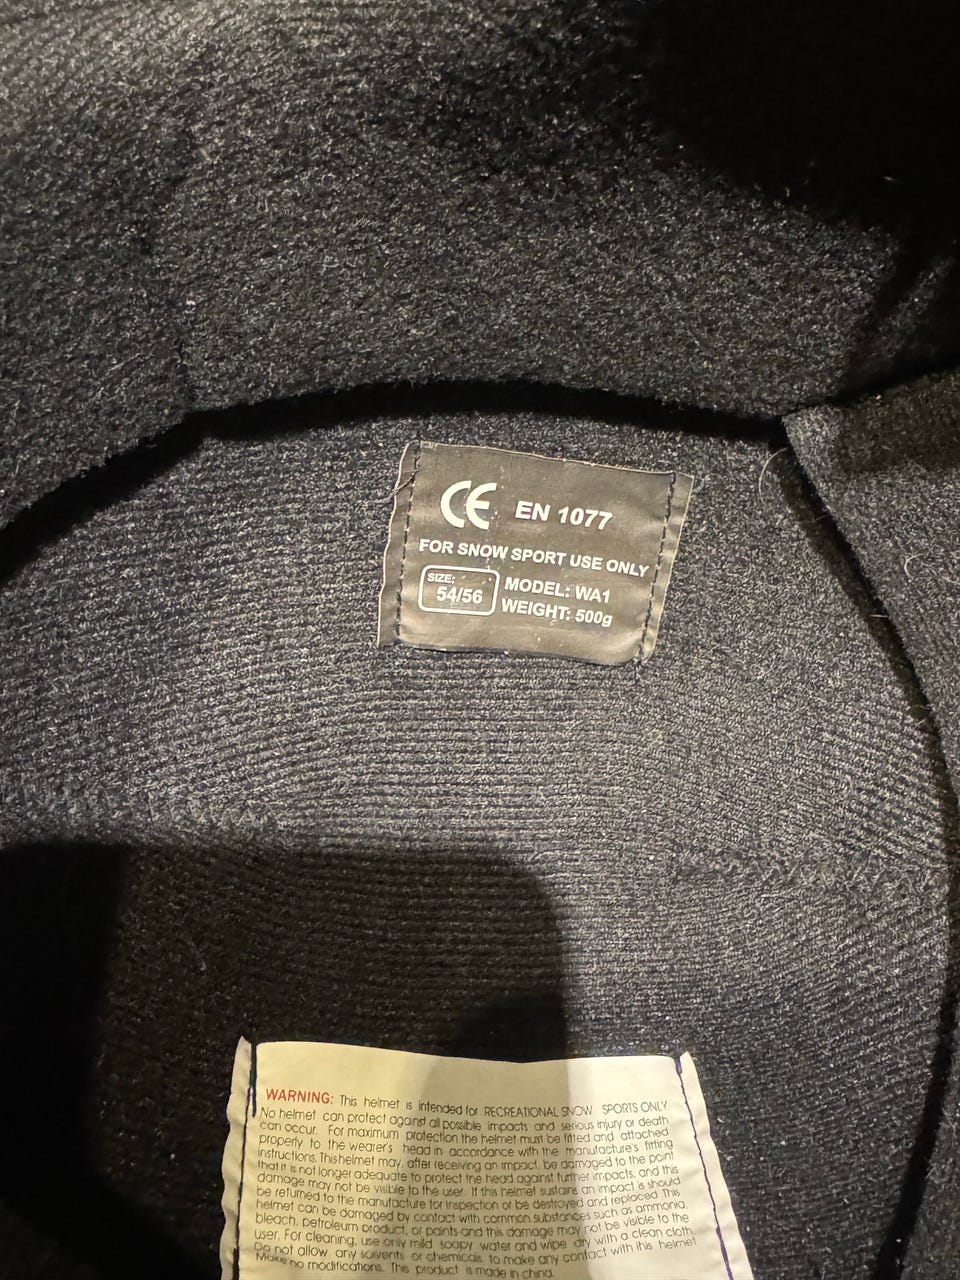 CE EN 1077
FOR SNOW SPORT USE ONLY
SIZE: 54/56
MODEL: WA1
WEIGHT: 500g
WARNING: This helmet is intended for RECREATIONAL SNOW SPORTS ONLY
No helmet can protect against all possible impacts and serious injury or death
can occur. For maximum protection the helmet must be fitted and attached
properly to the wearer's head in accordance with the manufacture's fitting
instructions. This helmet may, after receiving an impact, be damaged to the point
that it is not longer adequate to protect the head against further impacts, and this
damage may not be visible to the user. If this helmet sustains an impact is should
be returned to the manufacture for inspection or be destroyed and replaced This
helmet can be damaged by contact with common substances such as ammonia,
bleach, petroleum product, or paints and this damage may not be visible to the
user. For cleaning, use only mild soapy water and wipe dry with a clean cloth.
Do not allow any solvents or chemicals to make any contact with this helmet
Make no modifications. This product is made in china.